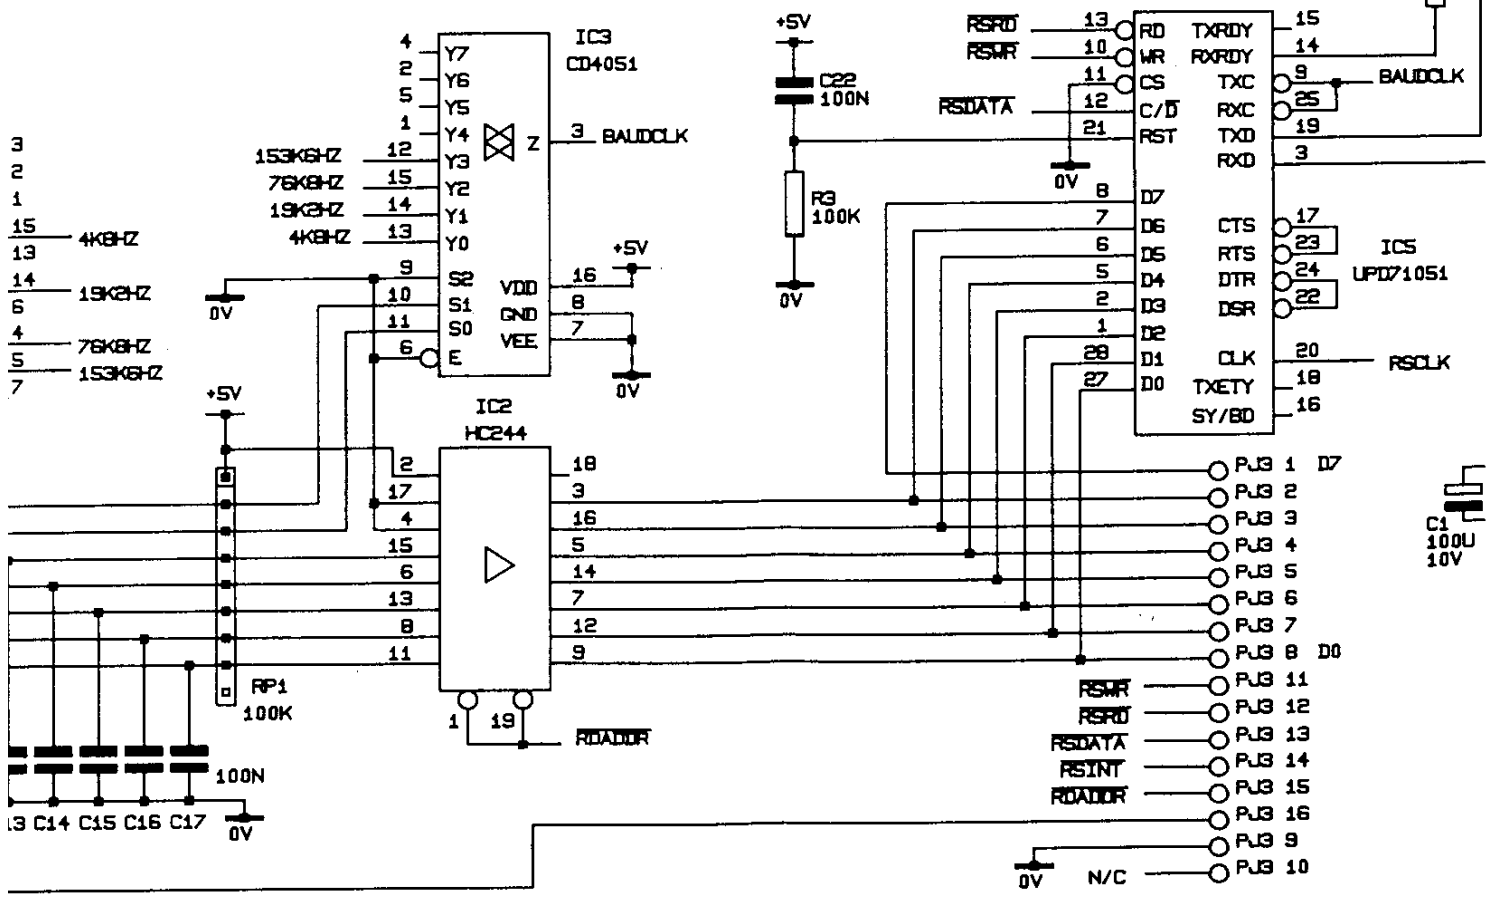 3
2
1
15
4K8HZ
13
14
19K2HZ
6
4
76K8HZ
5
153K6HZ
7
IC3
CD4051
4 Y7
2 Y6
5 Y5
1 Y4
153K6HZ 12 Y3
76K8HZ 15 Y2
19K2HZ 14 Y1
4K8HZ 13 Y0
9 S2
10 S1
11 S0
6 E
0V
Z 3 BAUDCLK
+5V
VDD 16
GND 8
VEE 7
0V
+5V
C22
100N
R3
100K
0V
RSRD 13 RD
RSWR 10 WR
11 CS
RSDATA 12 C/D
21 RST
0V
8 D7
7 D6
6 D5
5 D4
2 D3
1 D2
28 D1
27 D0
TXRDY 15
RXRDY 14
TXC 9 BAUDCLK
RXC 25
TXD 19
RXD 3
CTS 17
RTS 23
DTR 24
DSR 22
IC5
UPD71051
CLK 20 RSCLK
TXETY 18
SY/BD 16
+5V
RP1
100K
IC2
HC244
2 18
17 3
4 16
15 5
6 14
13 7
8 12
11 9
1 19 RDADDR
100N
13 C14 C15 C16 C17
0V
PJ3 1 D7
PJ3 2
PJ3 3
PJ3 4
PJ3 5
PJ3 6
PJ3 7
PJ3 8 D0
RSWR PJ3 11
RSRD PJ3 12
RSDATA PJ3 13
RSINT PJ3 14
RDADDR PJ3 15
PJ3 16
PJ3 9
0V
N/C PJ3 10
C1
100U
10V